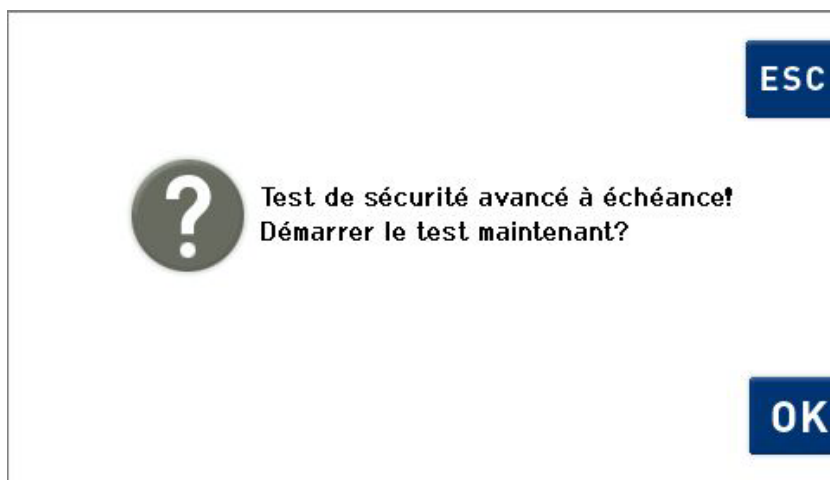 ESC
?
Test de sécurité avancé à échéance!
Démarrer le test maintenant?
OK